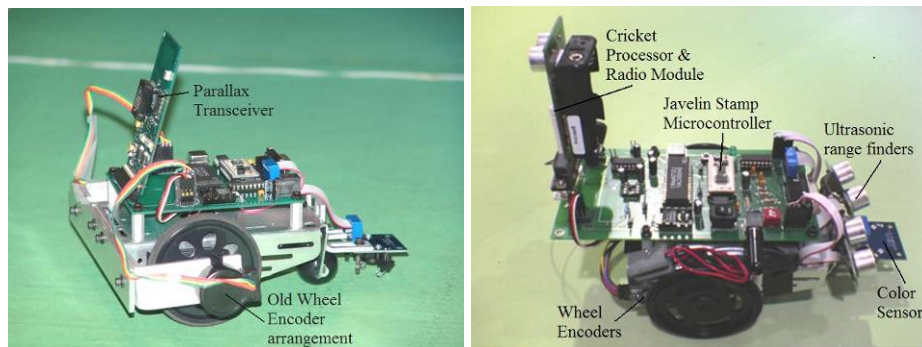 Parallax
Transceiver
Old Wheel
Encoder
arrangement
Cricket
Processor &
Radio Module
Javelin Stamp
Microcontroller
Ultrasonic
range finders
Wheel
Encoders
Color
Sensor